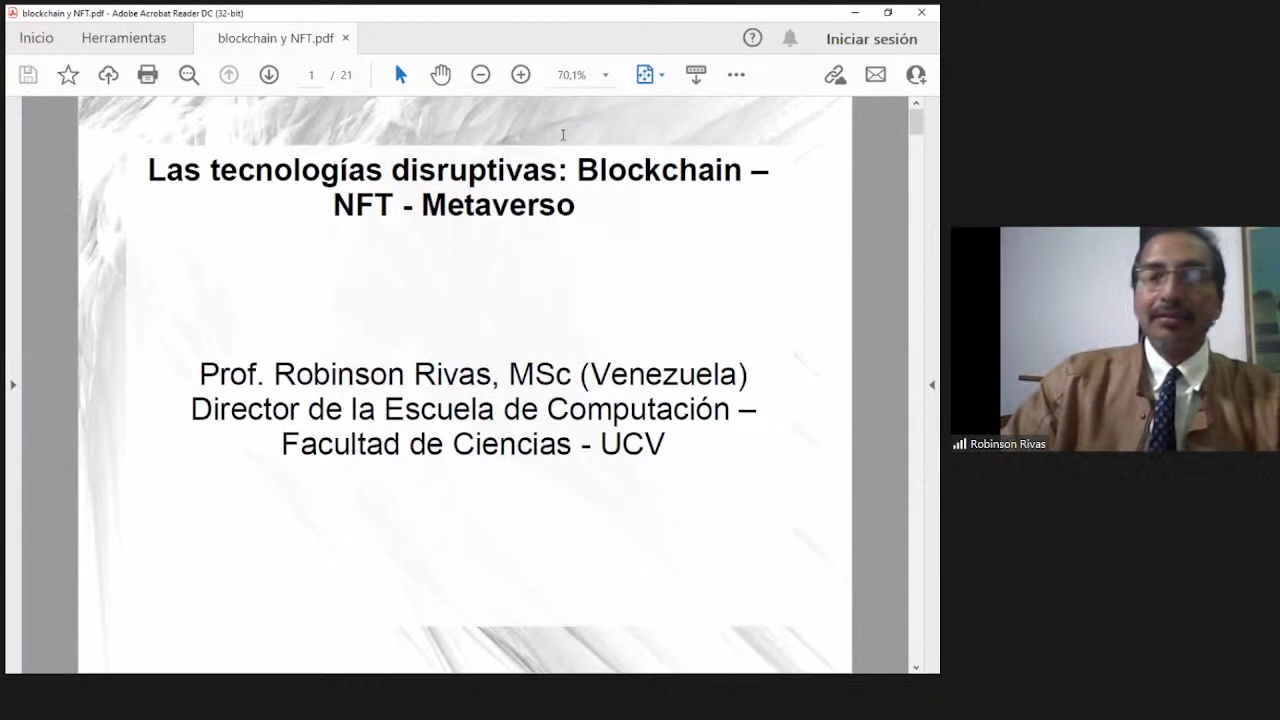 blockchain y NFT.pdf - Adobe Acrobat Reader DC (32-bit)
Inicio
Herramientas
blockchain y NFT.pdf
Iniciar sesión
1 / 21
70,1%
Las tecnologías disruptivas: Blockchain –
NFT - Metaverso
Prof. Robinson Rivas, MSc (Venezuela)
Director de la Escuela de Computación –
Facultad de Ciencias - UCV
Robinson Rivas